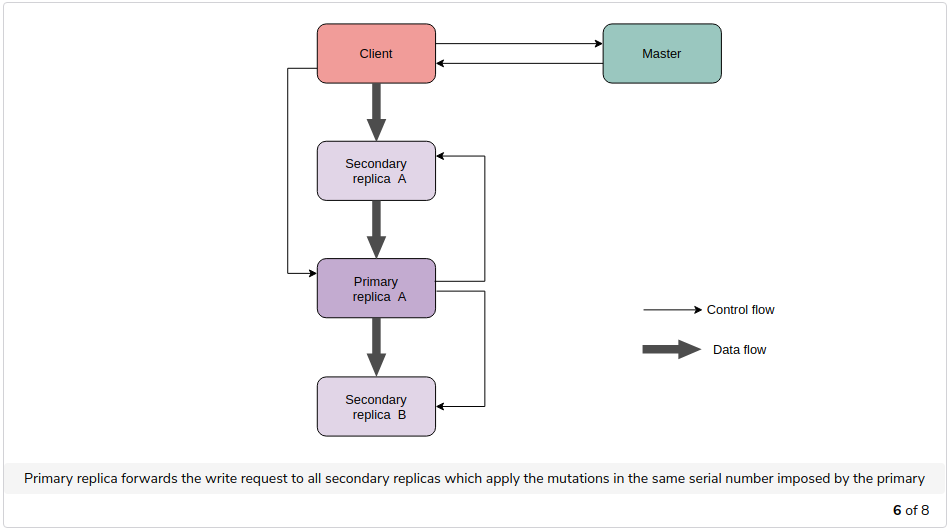 Client
Master
Secondary
replica A
Primary
replica A
Control flow
Data flow
Secondary
replica B
Primary replica forwards the write request to all secondary replicas which apply the mutations in the same serial number imposed by the primary
6 of 8